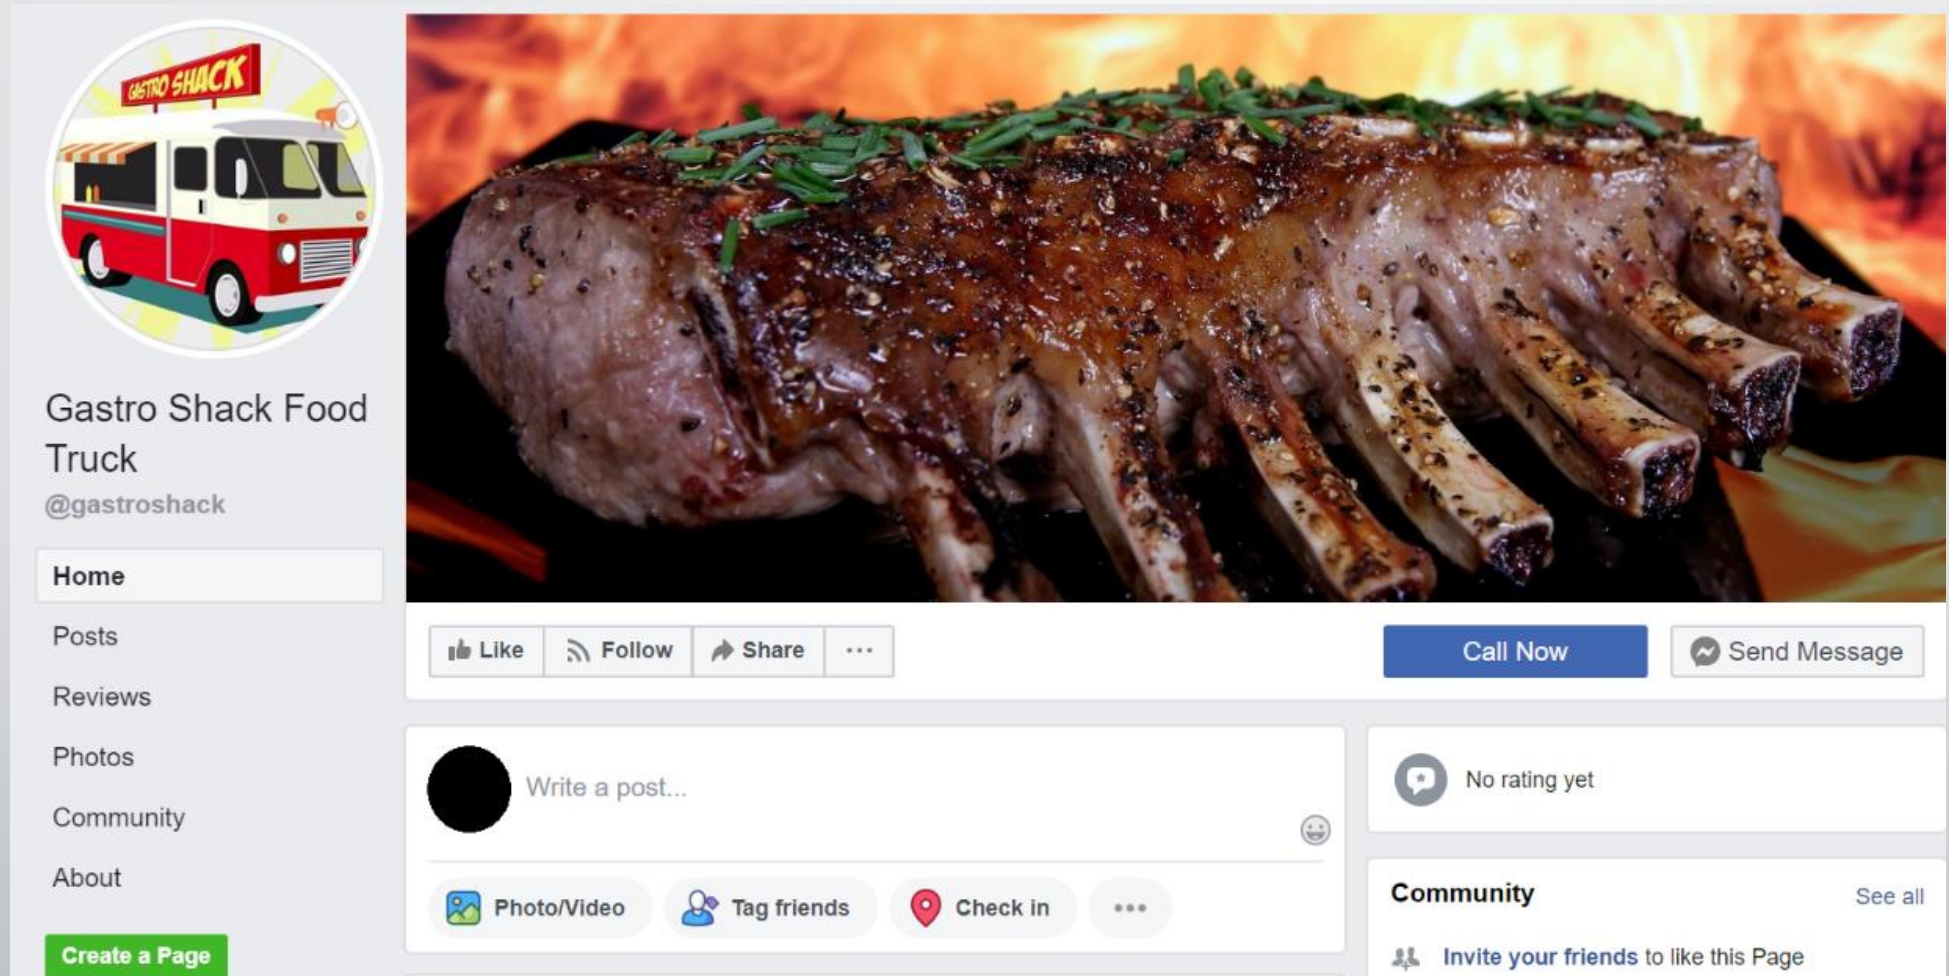 GASTRO SHACK
Gastro Shack Food
Truck
@gastroshack
Home
Posts
Reviews
Photos
Community
About
Create a Page
Like
Follow
Share
Call Now
Send Message
Write a post...
Photo/Video
Tag friends
Check in
No rating yet
Community
See all
Invite your friends to like this Page